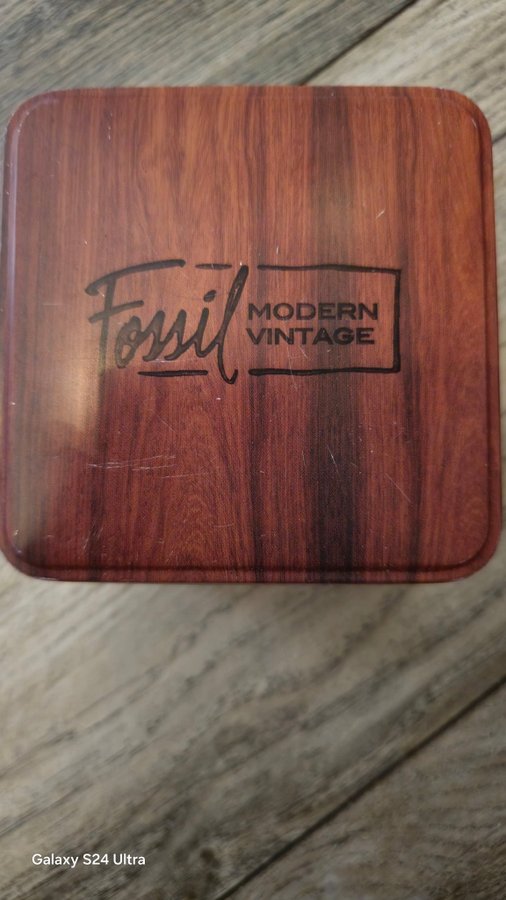 Fossil MODERN
VINTAGE
Galaxy S24 Ultra